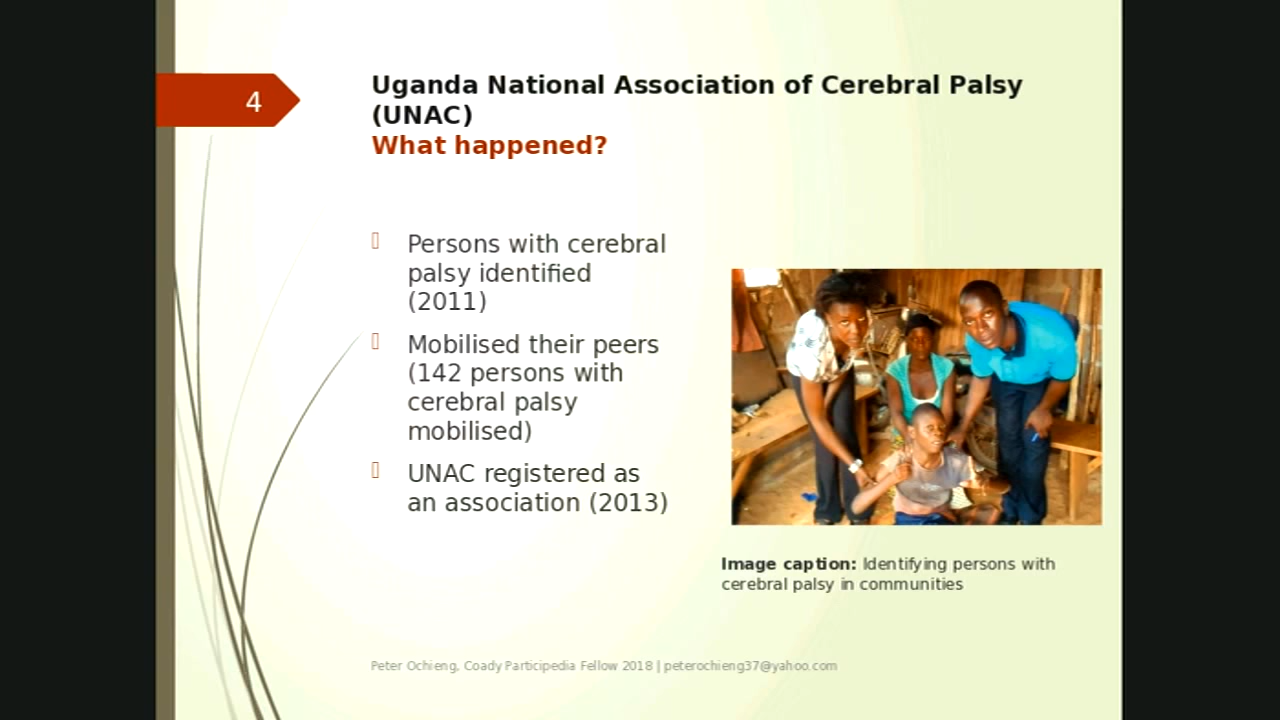 4
Uganda National Association of Cerebral Palsy
(UNAC)
What happened?
Persons with cerebral
palsy identified
(2011)
Mobilised their peers
(142 persons with
cerebral palsy
mobilised)
UNAC registered as
an association (2013)
Image caption: Identifying persons with
cerebral palsy in communities
Peter Ochieng, Coady Participedia Fellow 2018 | peterochieng37@yahoo.com